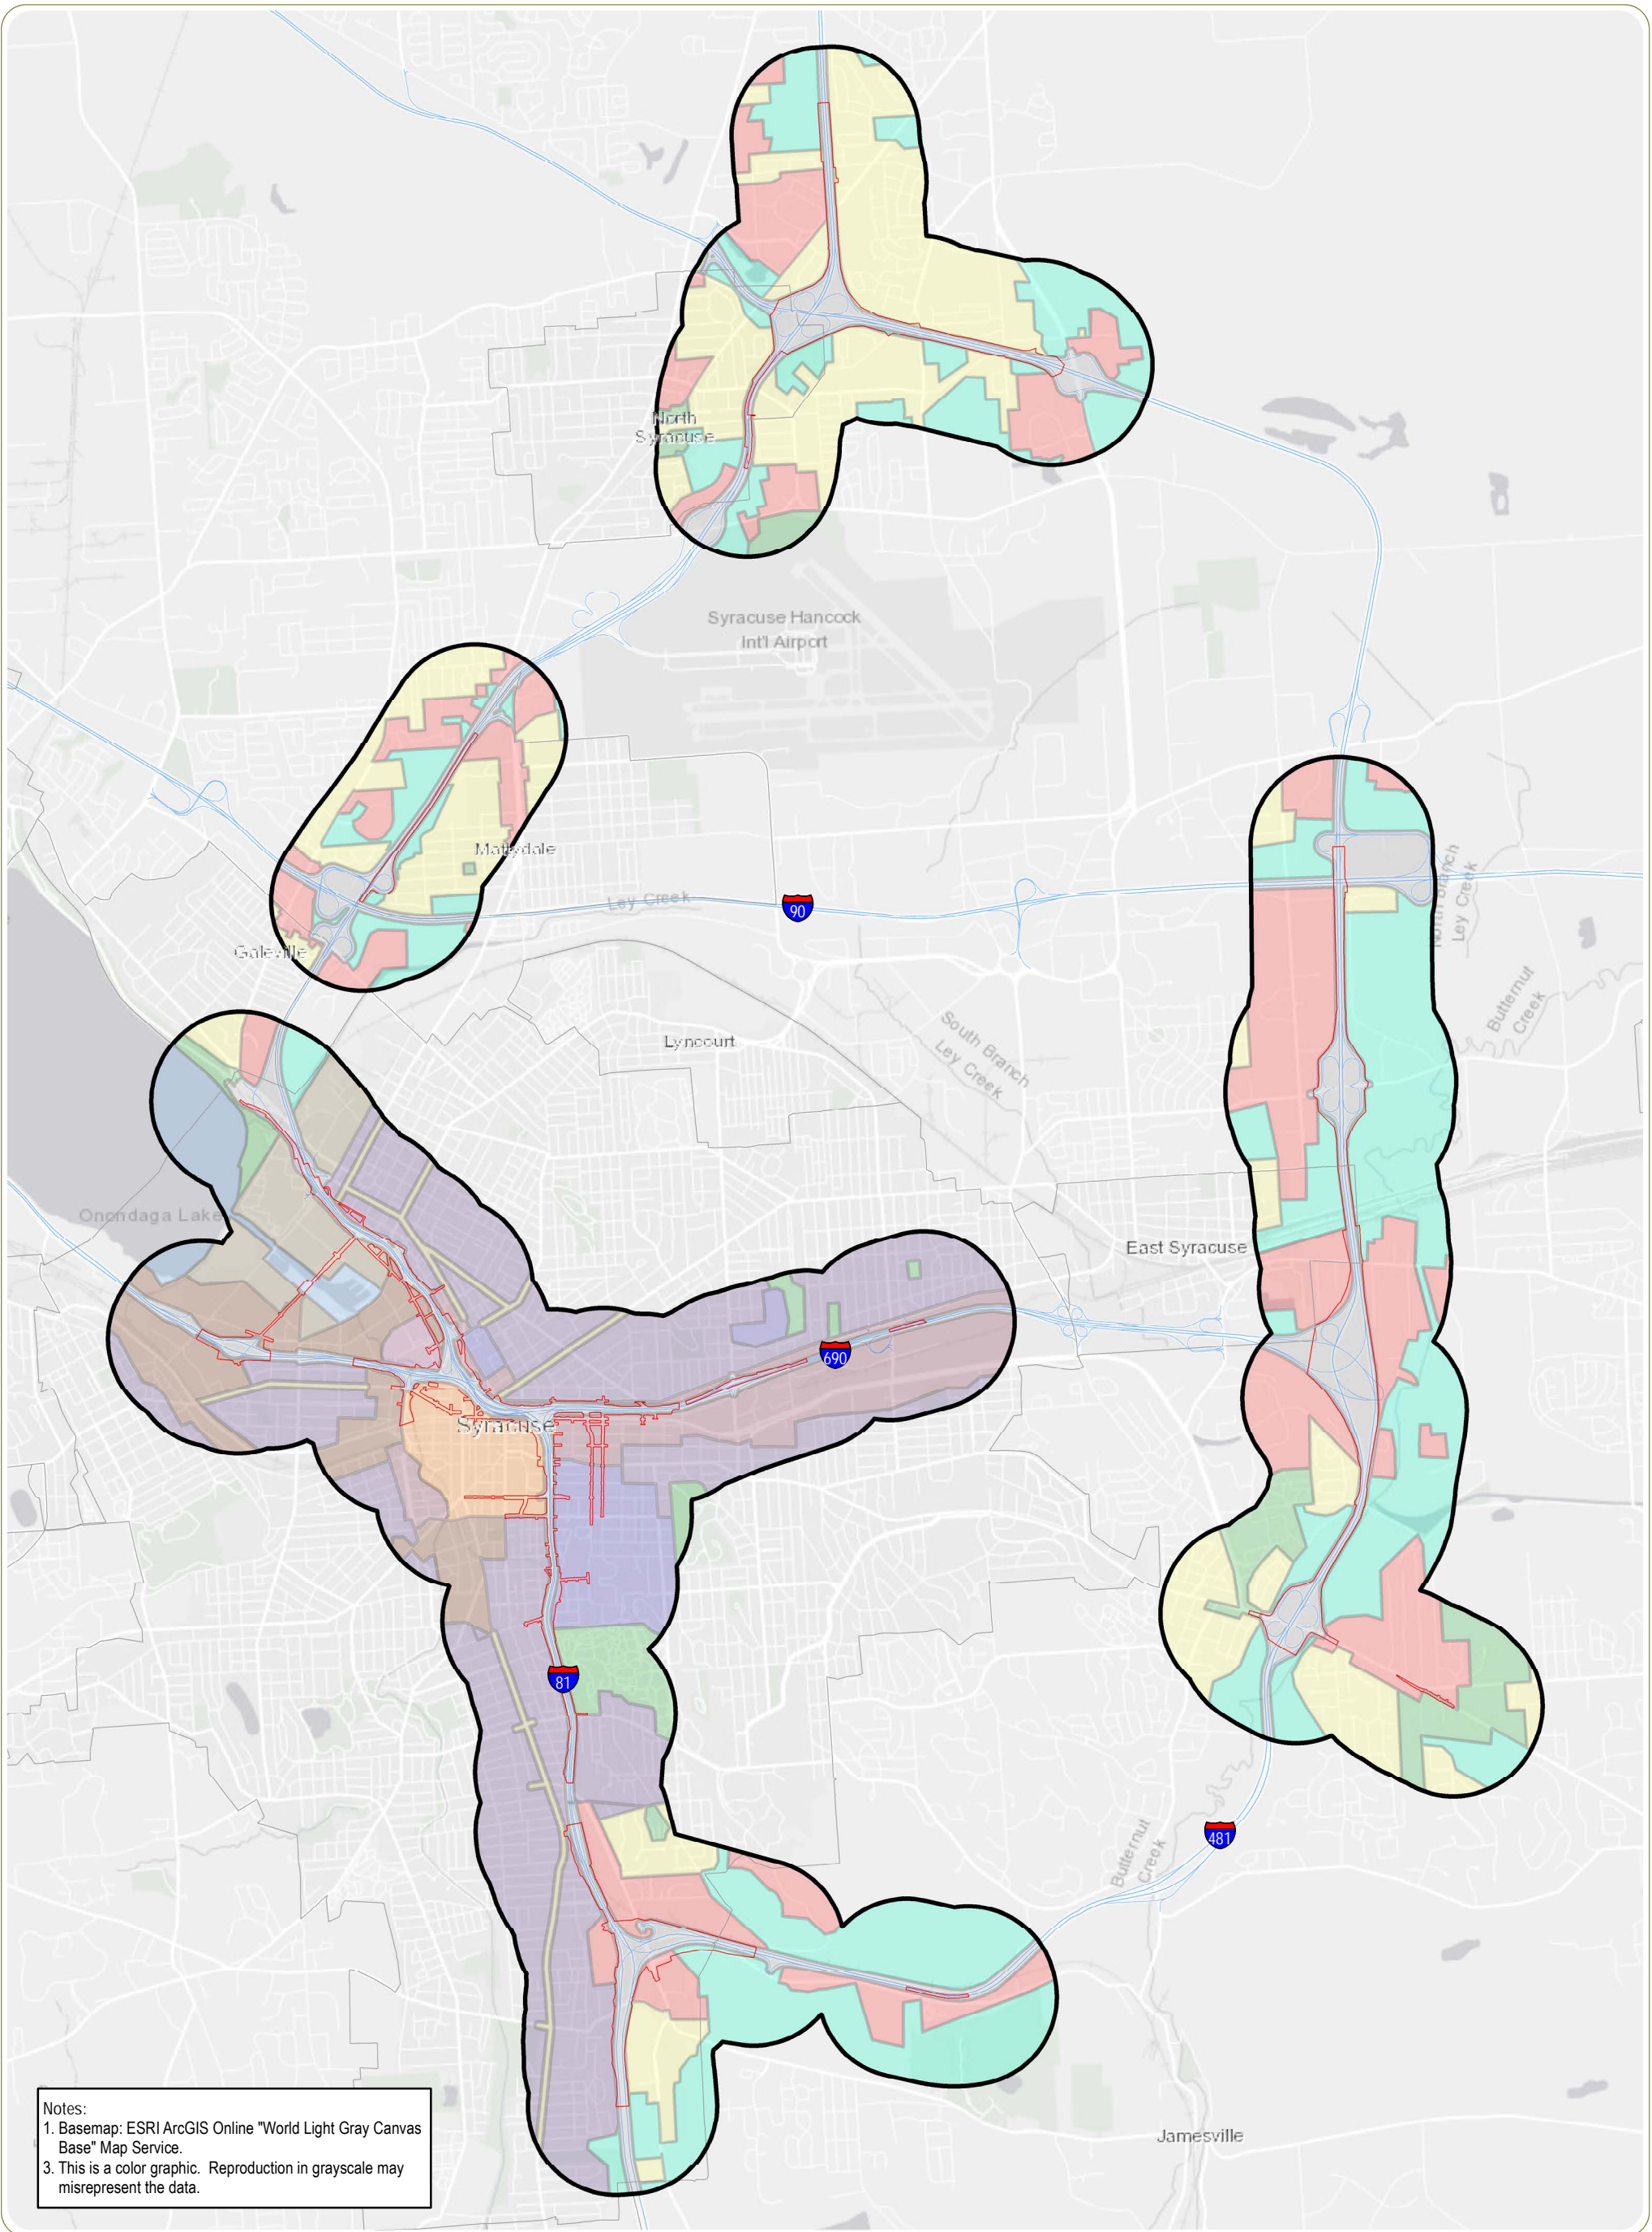 North
Syracuse
Syracuse Hancock
Int'l Airport
Mattydale
Ley Creek
90
North Branch
Ley Creek
Galeville
Butternut
Creek
Lyncourt
South Branch
Ley Creek
Onondaga Lake
East Syracuse
690
Syracuse
81
481
Butternut
Creek
Jamesville
Notes:
1. Basemap: ESRI ArcGIS Online "World Light Gray Canvas
Base" Map Service.
3. This is a color graphic. Reproduction in grayscale may
misrepresent the data.